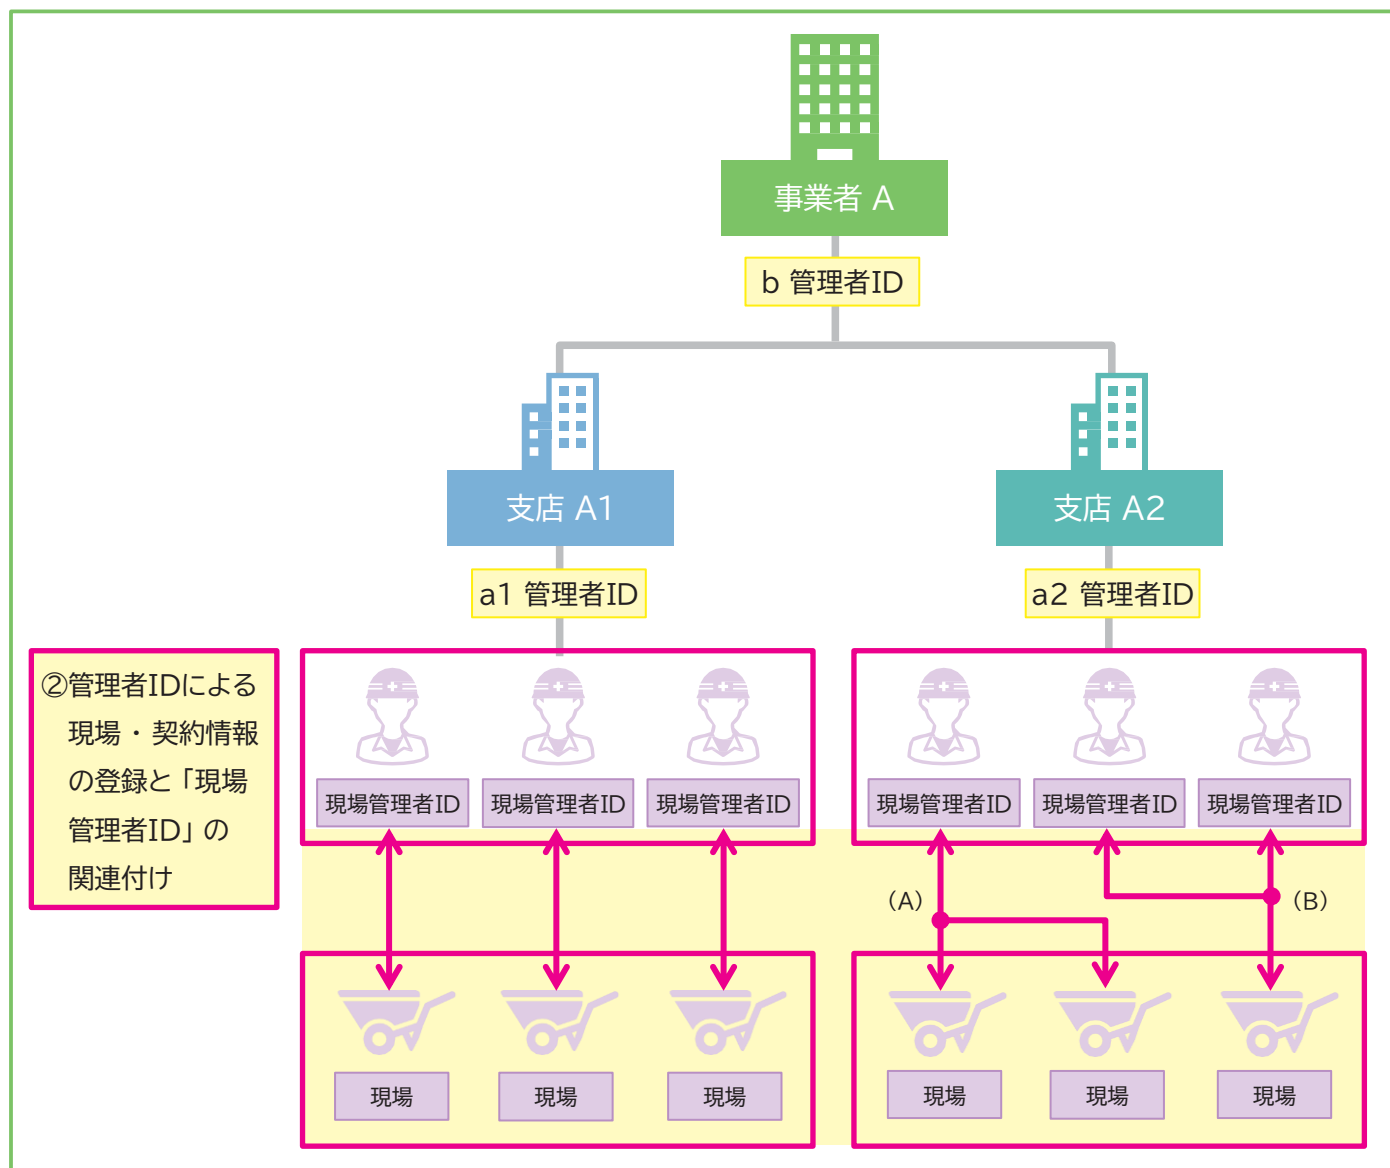 事業者 A
b 管理者ID
支店 A1
支店 A2
a1 管理者ID
a2 管理者ID
②管理者IDによる
現場・契約情報
の登録と「現場
管理者ID」の
関連付け
現場管理者ID
現場管理者ID
現場管理者ID
現場管理者ID
現場管理者ID
現場管理者ID
(A)
(B)
現場
現場
現場
現場
現場
現場